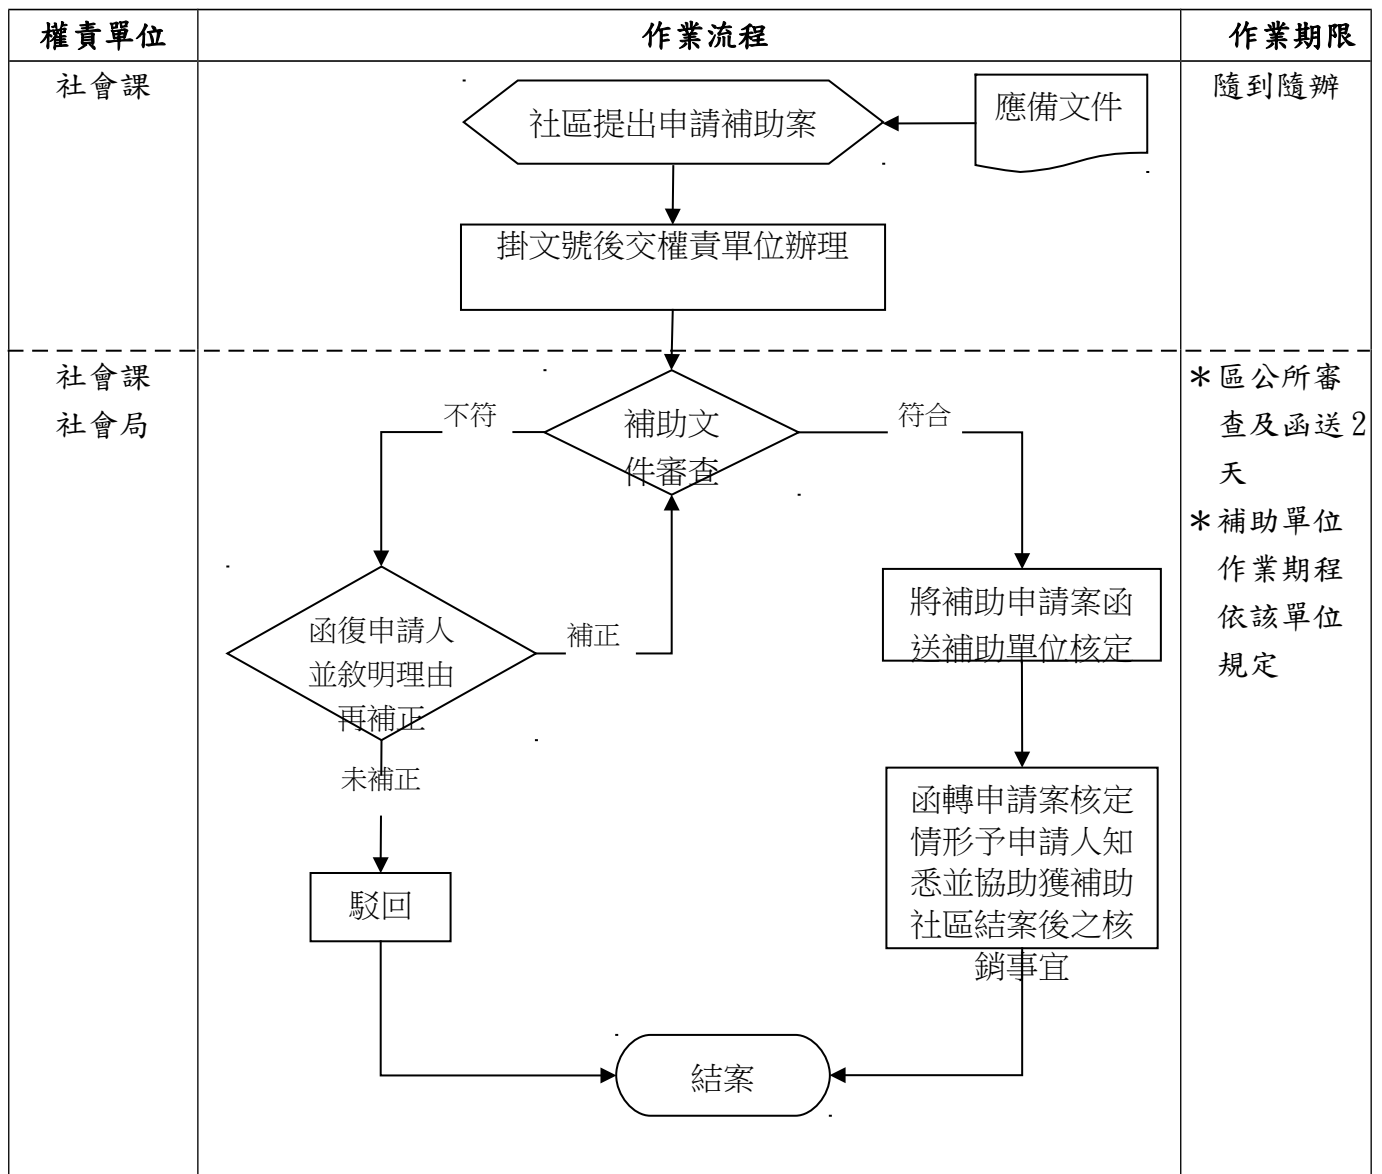 權責單位
作業流程
作業期限
社會課
社區提出申請補助案
應備文件
隨到隨辦
掛文號後交權責單位辦理
社會課
社會局
不符
補助文
件審查
符合
＊區公所審
查及函送2
天
＊補助單位
作業期程
依該單位
規定
函復申請人
並敘明理由
再補正
補正
將補助申請案函
送補助單位核定
未補正
駁回
函轉申請案核定
情形予申請人知
悉並協助獲補助
社區結案後之核
銷事宜
結案